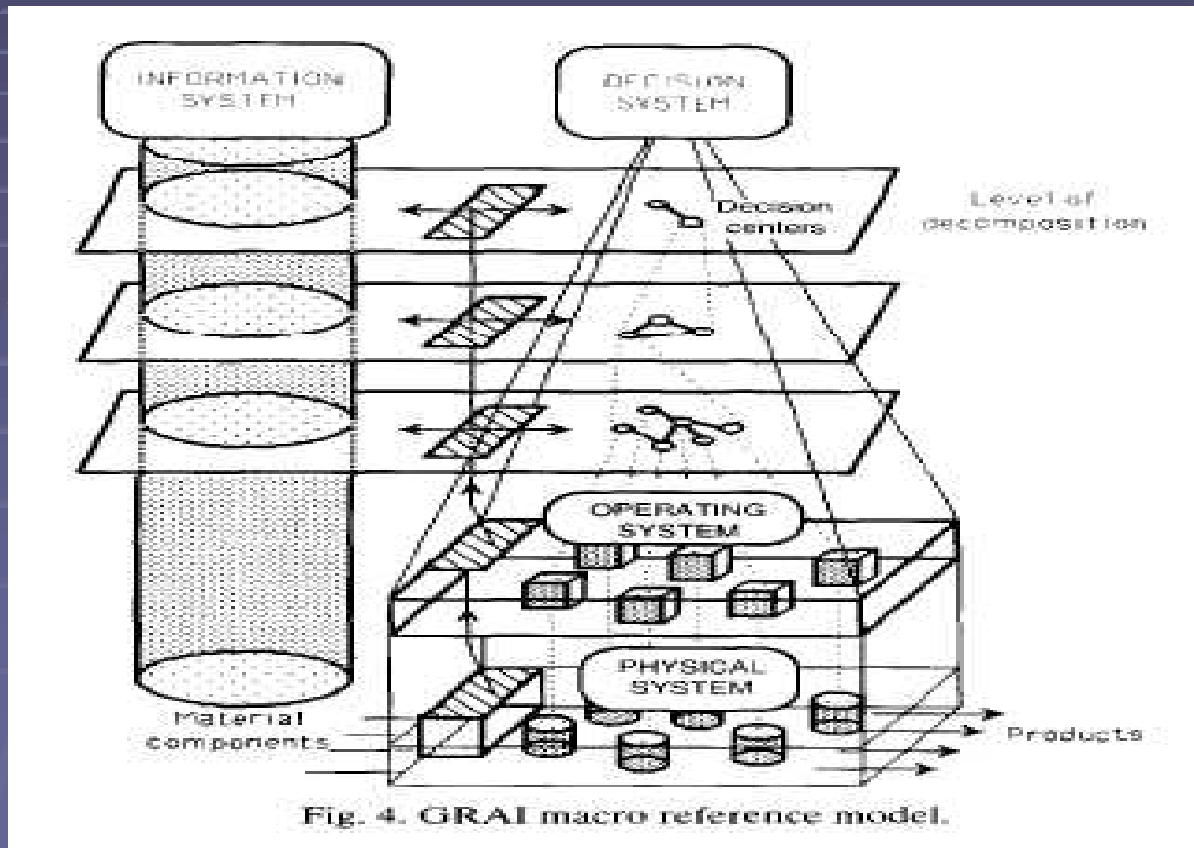 INFORMATION
SYSTEM
DECISION
SYSTEM
Decision
centers
Level of
decomposition
OPERATING
SYSTEM
PHYSICAL
SYSTEM
Material
components
Products
Fig. 4. GRAI macro reference model.